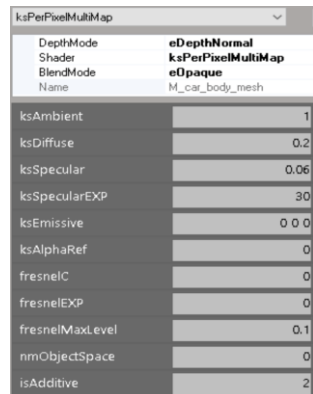 ksPerPixelMultiMap
DepthMode eDepthNormal
Shader ksPerPixelMultiMap
BlendMode eOpaque
Name M_car_body_mesh
ksAmbient 1
ksDiffuse 0.2
ksSpecular 0.06
ksSpecularEXP 30
ksEmissive 0 0 0
ksAlphaRef 0
fresnelC 0
fresnelEXP 0
fresnelMaxLevel 0.1
nmObjectSpace 0
isAdditive 2